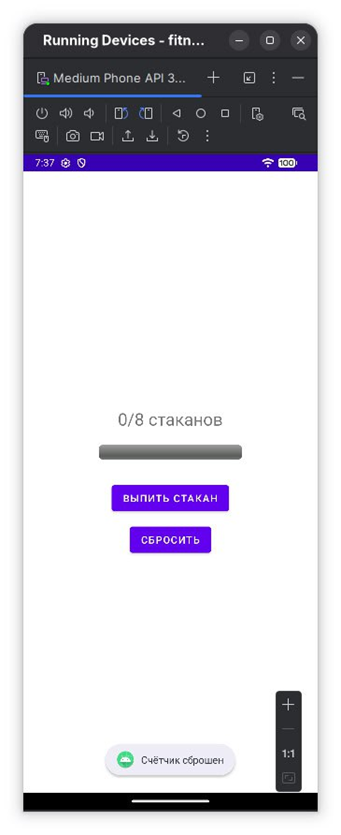 Running Devices - fitn...
Medium Phone API 3...
7:37
100
0/8 стаканов
ВЫПИТЬ СТАКАН
СБРОСИТЬ
1:1
Счётчик сброшен